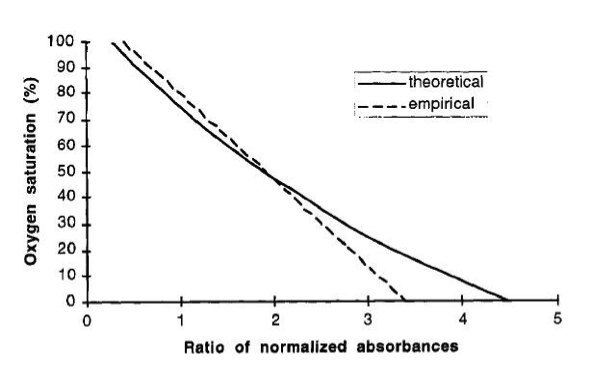 100
90
80
70
60
50
40
30
20
10
0
Oxygen saturation (%)
theoretical
empirical
0 1 2 3 4 5
Ratio of normalized absorbances